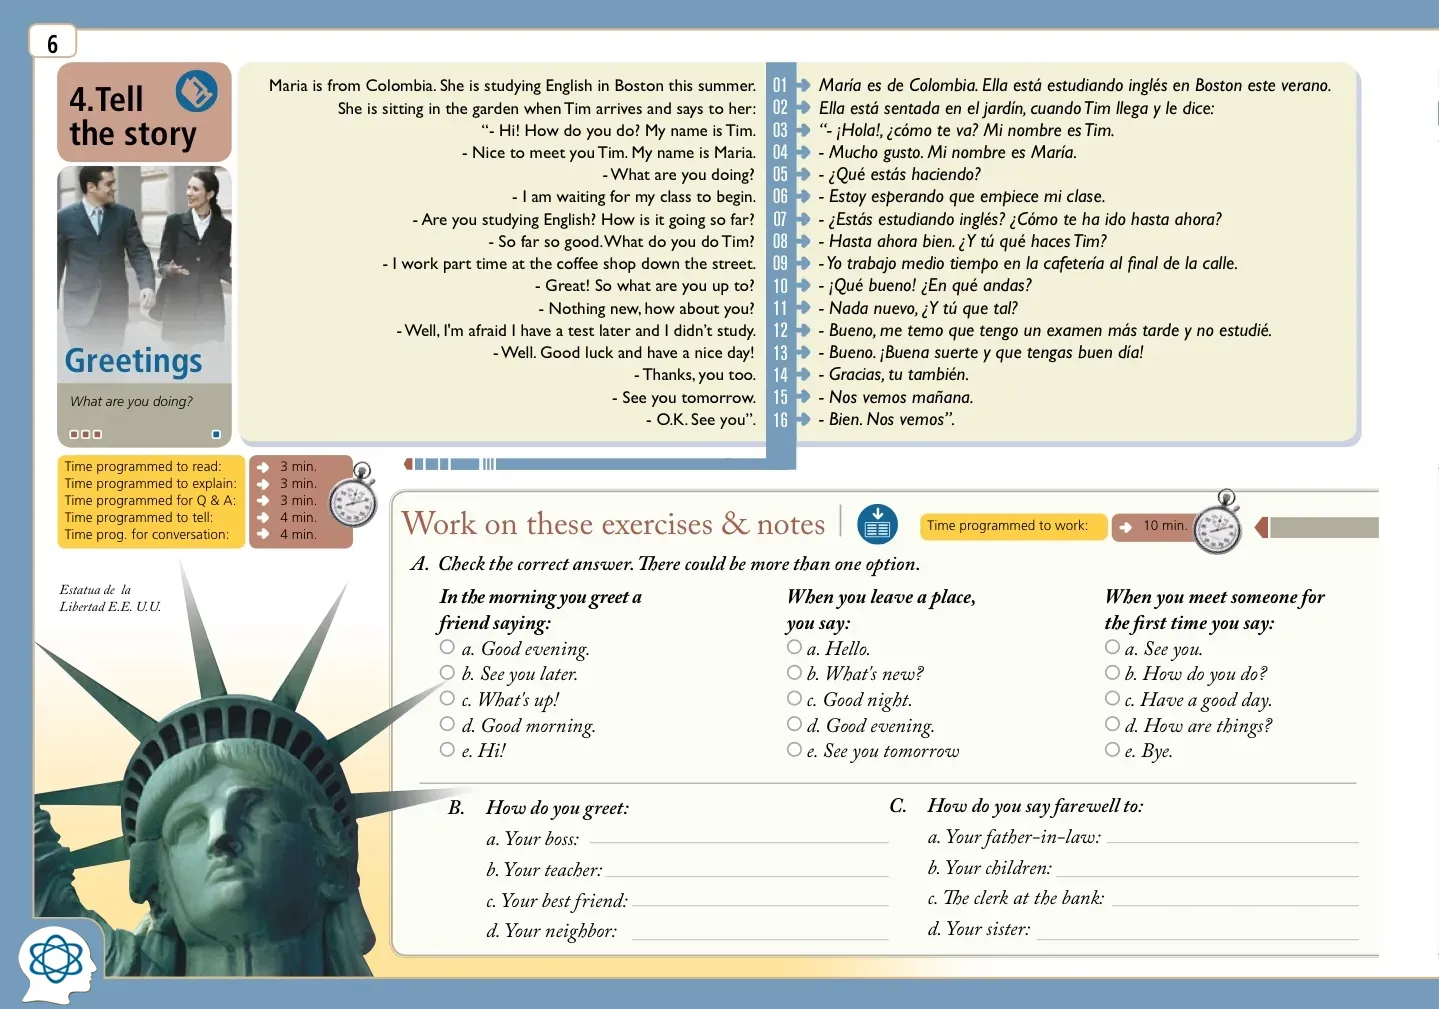 6
4.Tell
the story
Greetings
What are you doing?
Maria is from Colombia. She is studying English in Boston this summer.
She is sitting in the garden when Tim arrives and says to her:
“- Hi! How do you do? My name is Tim.
- Nice to meet you Tim. My name is Maria.
- What are you doing?
- I am waiting for my class to begin.
- Are you studying English? How is it going so far?
- So far so good. What do you do Tim?
- I work part time at the coffee shop down the street.
- Great! So what are you up to?
- Nothing new, how about you?
- Well, I'm afraid I have a test later and I didn't study.
- Well. Good luck and have a nice day!
- Thanks, you too.
- See you tomorrow.
- O.K. See you”.
01
02
03
04
05
06
07
08
09
10
11
12
13
14
15
16
María es de Colombia. Ella está estudiando inglés en Boston este verano.
Ella está sentada en el jardín, cuando Tim llega y le dice:
“- ¡Hola!, ¿cómo te va? Mi nombre es Tim.
- Mucho gusto. Mi nombre es María.
- ¿Qué estás haciendo?
- Estoy esperando que empiece mi clase.
- ¿Estás estudiando inglés? ¿Cómo te ha ido hasta ahora?
- Hasta ahora bien. ¿Y tú qué haces Tim?
- Yo trabajo medio tiempo en la cafetería al final de la calle.
- ¡Qué bueno! ¿En qué andas?
- Nada nuevo, ¿Y tú que tal?
- Bueno, me temo que tengo un examen más tarde y no estudié.
- Bueno. ¡Buena suerte y que tengas buen día!
- Gracias, tu también.
- Nos vemos mañana.
- Bien. Nos vemos”.
Time programmed to read: 3 min.
Time programmed to explain: 3 min.
Time programmed for Q & A: 3 min.
Time programmed to tell: 4 min.
Time prog. for conversation: 4 min.
Estatua de la
Libertad E.E. U.U.
Work on these exercises & notes
Time programmed to work: 10 min.
A. Check the correct answer. There could be more than one option.
In the morning you greet a
friend saying:
a. Good evening.
b. See you later.
c. What's up!
d. Good morning.
e. Hi!
When you leave a place,
you say:
a. Hello.
b. What's new?
c. Good night.
d. Good evening.
e. See you tomorrow
When you meet someone for
the first time you say:
a. See you.
b. How do you do?
c. Have a good day.
d. How are things?
e. Bye.
B. How do you greet:
a. Your boss:
b. Your teacher:
c. Your best friend:
d. Your neighbor:
C. How do you say farewell to:
a. Your father-in-law:
b. Your children:
c. The clerk at the bank:
d. Your sister: